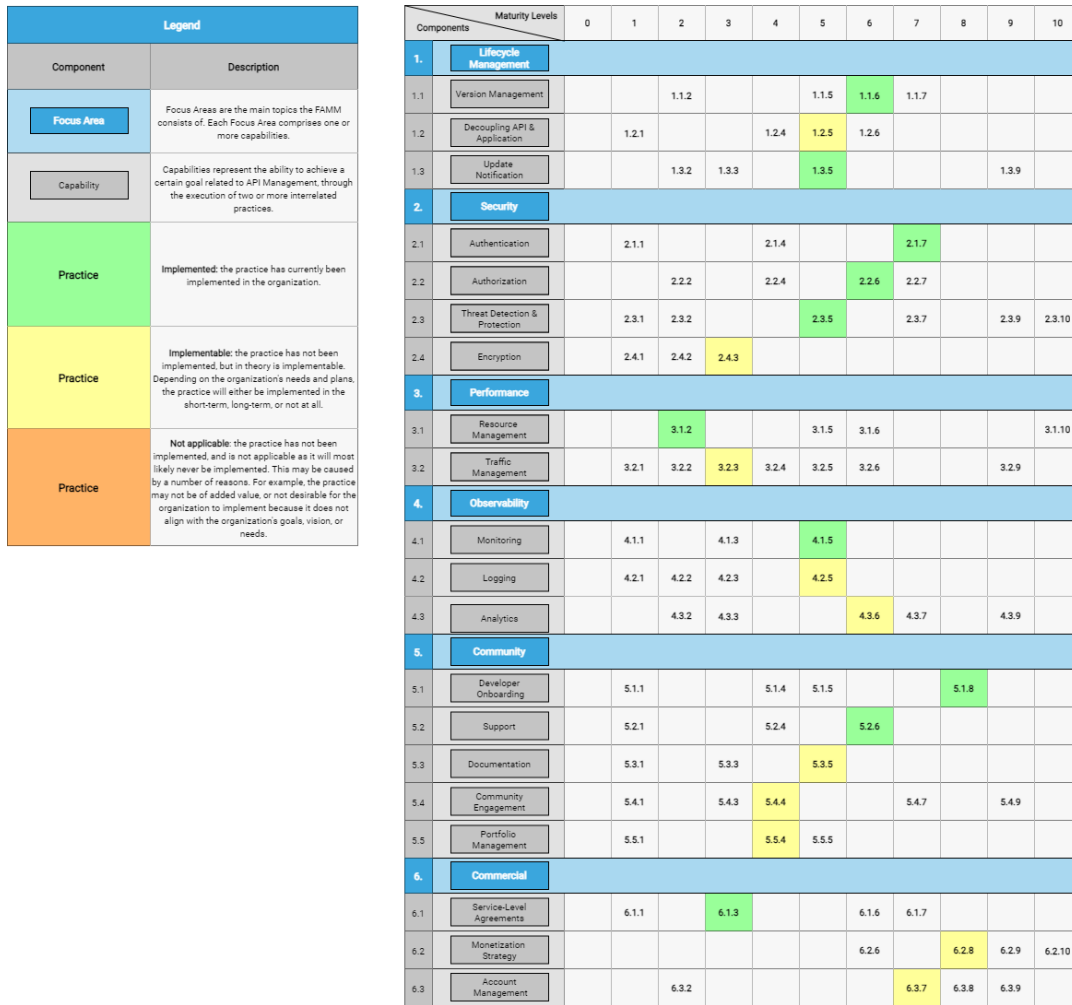 Legend
Component Description
Focus Area
Focus Areas are the main topics the FAMM
consists of. Each Focus Area comprises one or
more capabilities.
Capability
Capabilities represent the ability to achieve a
certain goal related to API Management, through
the execution of two or more interrelated
practices.
Practice
Implemented: the practice has currently been
implemented in the organization.
Practice
Implementable: the practice has not been
implemented, but in theory is implementable.
Depending on the organization's needs and plans,
the practice will either be implemented in the
short-term, long-term, or not at all.
Practice
Not applicable: the practice has not been
implemented, and is not applicable as it will most
likely never be implemented. This may be caused
by a number of reasons. For example, the practice
may not be of added value, or not desirable for the
organization to implement because it does not
align with the organization's goals, vision, or
needs.
Maturity Levels
Components
0 1 2 3 4 5 6 7 8 9 10
1. Lifecycle
Management
1.1 Version Management 1.1.2 1.1.5 1.1.6 1.1.7
1.2 Decoupling API &
Application 1.2.1 1.2.4 1.2.5 1.2.6
1.3 Update
Notification 1.3.2 1.3.3 1.3.5 1.3.9
2. Security
2.1 Authentication 2.1.1 2.1.4 2.1.7
2.2 Authorization 2.2.2 2.2.4 2.2.6 2.2.7
2.3 Threat Detection &
Protection 2.3.1 2.3.2 2.3.5 2.3.7 2.3.9 2.3.10
2.4 Encryption 2.4.1 2.4.2 2.4.3
3. Performance
3.1 Resource
Management 3.1.2 3.1.5 3.1.6 3.1.10
3.2 Traffic
Management 3.2.1 3.2.2 3.2.3 3.2.4 3.2.5 3.2.6 3.2.9
4. Observability
4.1 Monitoring 4.1.1 4.1.3 4.1.5
4.2 Logging 4.2.1 4.2.2 4.2.3 4.2.5
4.3 Analytics 4.3.2 4.3.3 4.3.6 4.3.7 4.3.9
5. Community
5.1 Developer
Onboarding 5.1.1 5.1.4 5.1.5 5.1.8
5.2 Support 5.2.1 5.2.4 5.2.6
5.3 Documentation 5.3.1 5.3.3 5.3.5
5.4 Community
Engagement 5.4.1 5.4.3 5.4.4 5.4.7 5.4.9
5.5 Portfolio
Management 5.5.1 5.5.4 5.5.5
6. Commercial
6.1 Service-Level
Agreements 6.1.1 6.1.3 6.1.6 6.1.7
6.2 Monetization
Strategy 6.2.6 6.2.8 6.2.9 6.2.10
6.3 Account
Management 6.3.2 6.3.7 6.3.8 6.3.9